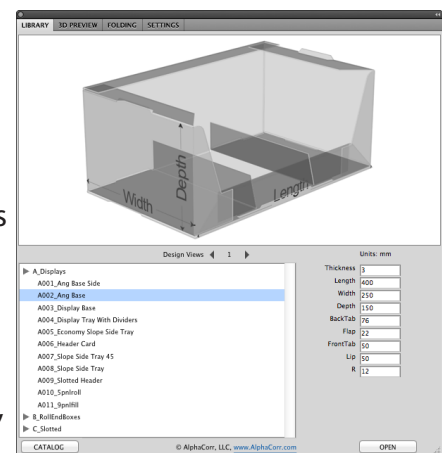 LIBRARY 3D PREVIEW FOLDING SETTINGS
Width
Depth
Length
s
Design Views 1
Units: mm
A_Displays
A001_Ang Base Side
A002_Ang Base
A003_Display Base
A004_Display Tray With Dividers
A005_Economy Slope Side Tray
A006_Header Card
A007_Slope Side Tray 45
A008_Slope Side Tray
A009_Slotted Header
A010_5pnlroll
A011_9pnlfill
B_RollEndBoxes
C_Slotted
Thickness 3
Length 400
Width 250
Depth 150
BackTab 76
Flap 22
FrontTab 50
Lip 50
R 12
y
CATALOG © AlphaCorr, LLC, www.AlphaCorr.com OPEN